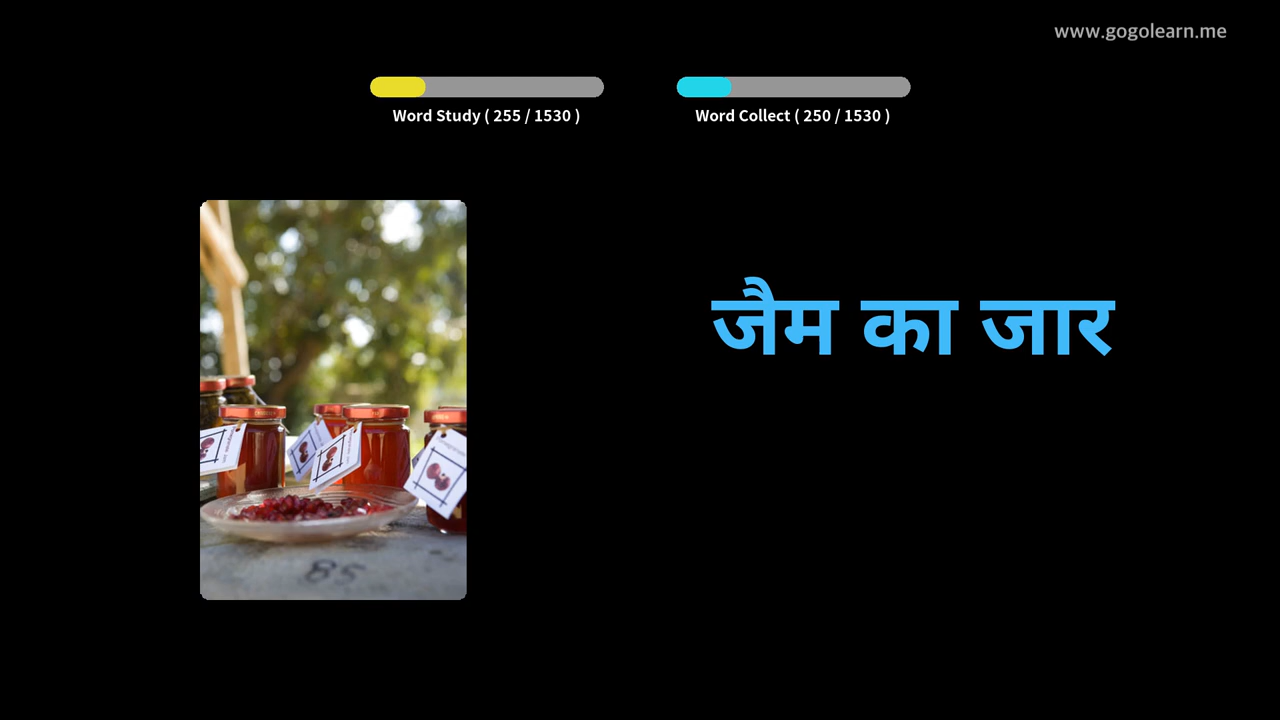 www.gogolearn.me
Word Study ( 255 / 1530 )
Word Collect ( 250 / 1530 )
जैम का जार
85